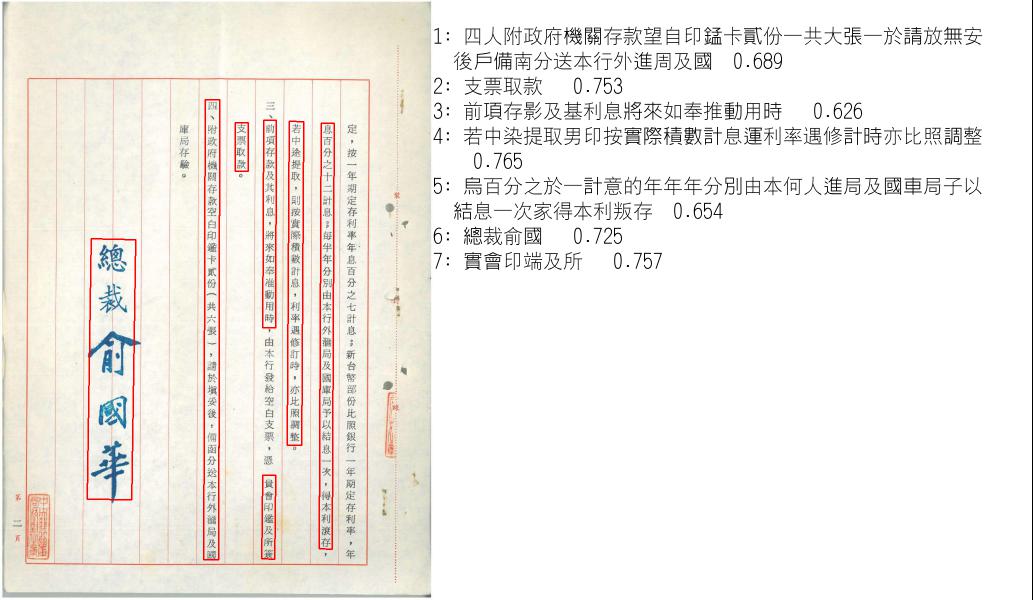 定，按一年期定存利率年息百分之七計息；新台幣部份比照銀行一年期定存利率，年
息百分之十二計息；每半年分別由本行外滙局及國庫局予以結息一次，得本利滾存，
若中途提取，則按實際積數計息，利率遇修訂時，亦比照調整。
三、前項存款及其利息，將來如奉准動用時，由本行發給空白支票，憑　貴會印鑑及所簽
支票取款。
四、附政府機關存款空白印鑑卡貳份（共六張），請於填妥後，備函分送本行外滙局及國
庫局存驗。
總裁俞國華
第二頁
1: 四人附政府機關存款望自印錳卡貳份一共大張一於請放無安
後戶備南分送本行外進周及國 0.689
2: 支票取款 0.753
3: 前項存影及基利息將來如奉推動用時 0.626
4: 若中染提取男印按實際積數計息運利率遇修計時亦比照調整
0.765
5: 烏百分之於一計意的年年年分別由本何人進局及國車局子以
結息一次家得本利叛存 0.654
6: 總裁俞國 0.725
7: 實會印端及所 0.757